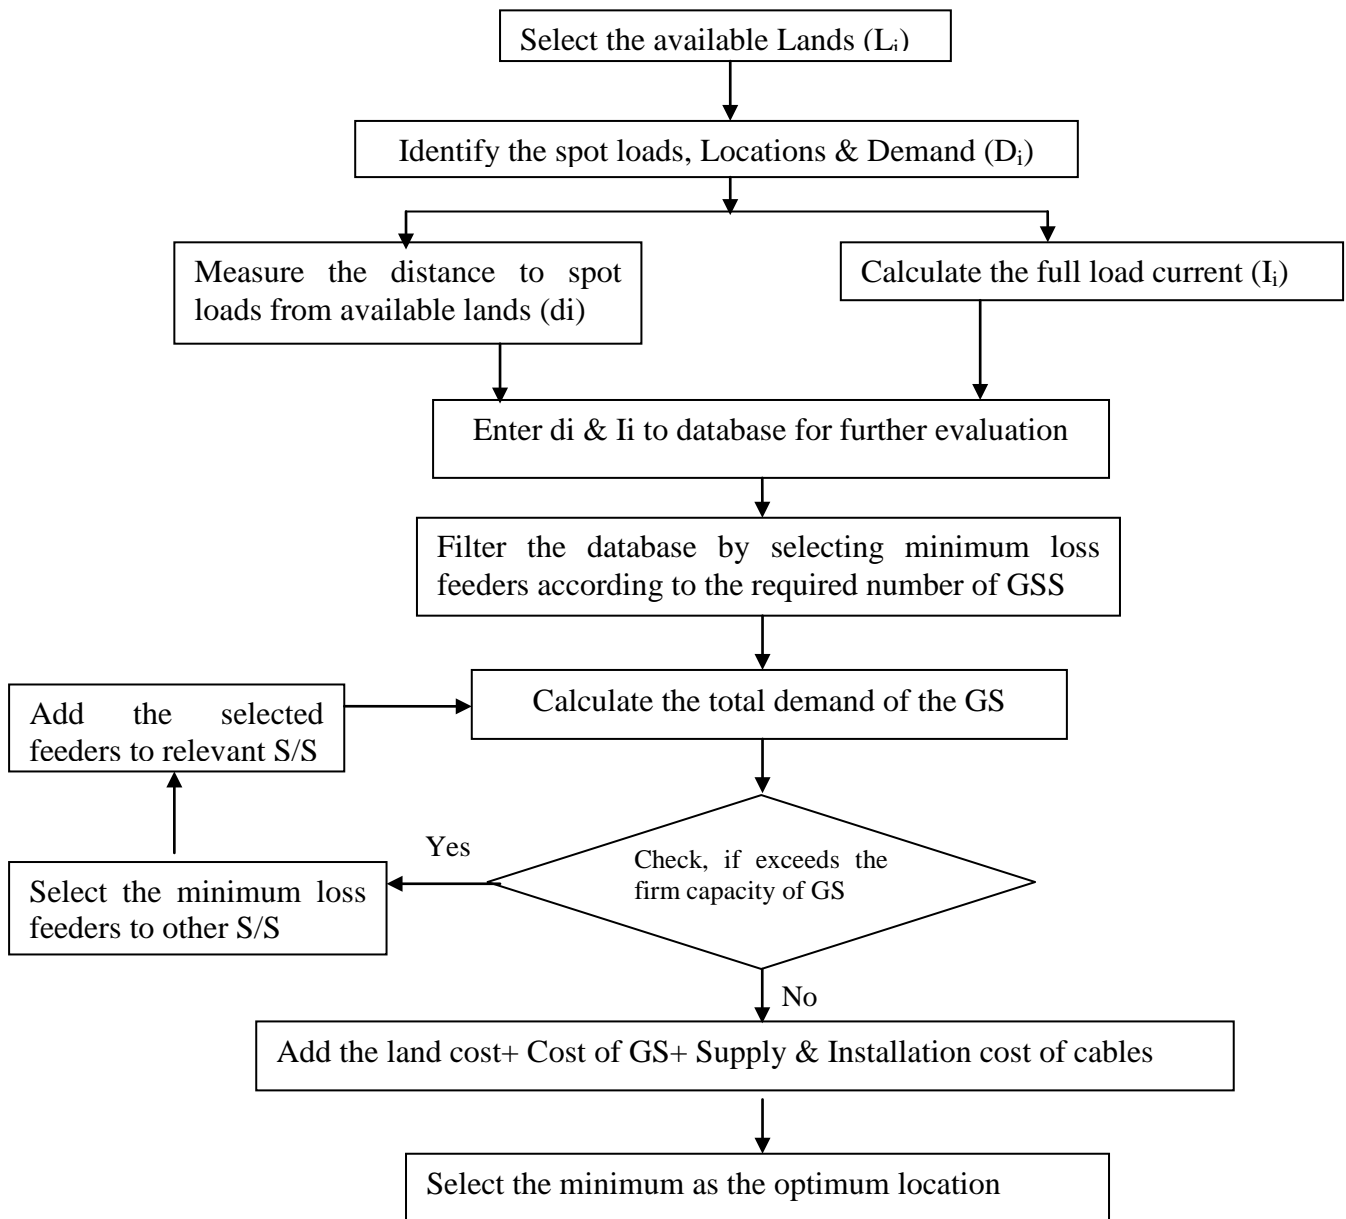 Select the available Lands (Li)
Identify the spot loads, Locations & Demand (Di)
Measure the distance to spot
loads from available lands (di)
Calculate the full load current (Ii)
Enter di & Ii to database for further evaluation
Filter the database by selecting minimum loss
feeders according to the required number of GSS
Calculate the total demand of the GS
Add the selected
feeders to relevant S/S
Yes
Check, if exceeds the
firm capacity of GS
Select the minimum loss
feeders to other S/S
No
Add the land cost+ Cost of GS+ Supply & Installation cost of cables
Select the minimum as the optimum location